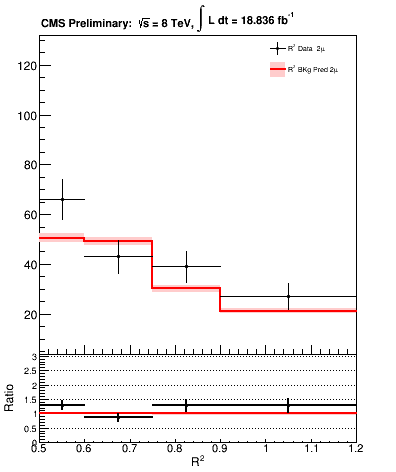 CMS Preliminary: √s = 8 TeV, ∫ L dt = 18.836 fb⁻¹
R² Data 2μ
R² BKg Pred 2μ
120
100
80
60
40
20
3
2.5
2
1.5
1
0.5
0
Ratio
0.5 0.6 0.7 0.8 0.9 1 1.1 1.2
R²